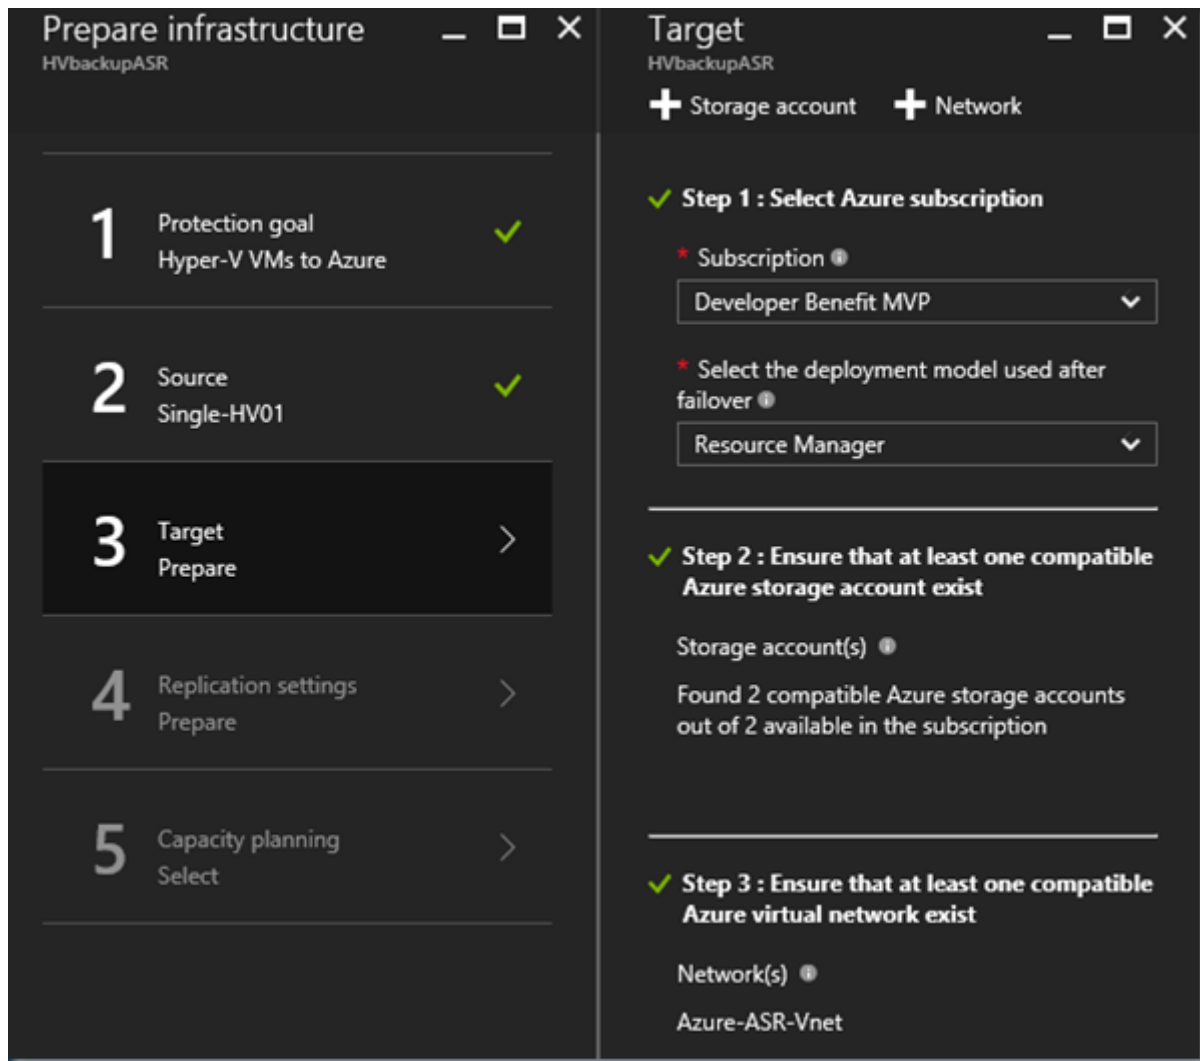 Prepare infrastructure
HVbackupASR
1
Protection goal
Hyper-V VMs to Azure
2
Source
Single-HV01
3
Target
Prepare
4
Replication settings
Prepare
5
Capacity planning
Select
Target
HVbackupASR
Storage account
Network
Step 1 : Select Azure subscription
* Subscription
Developer Benefit MVP
* Select the deployment model used after
failover
Resource Manager
Step 2 : Ensure that at least one compatible
Azure storage account exist
Storage account(s)
Found 2 compatible Azure storage accounts
out of 2 available in the subscription
Step 3 : Ensure that at least one compatible
Azure virtual network exist
Network(s)
Azure-ASR-Vnet